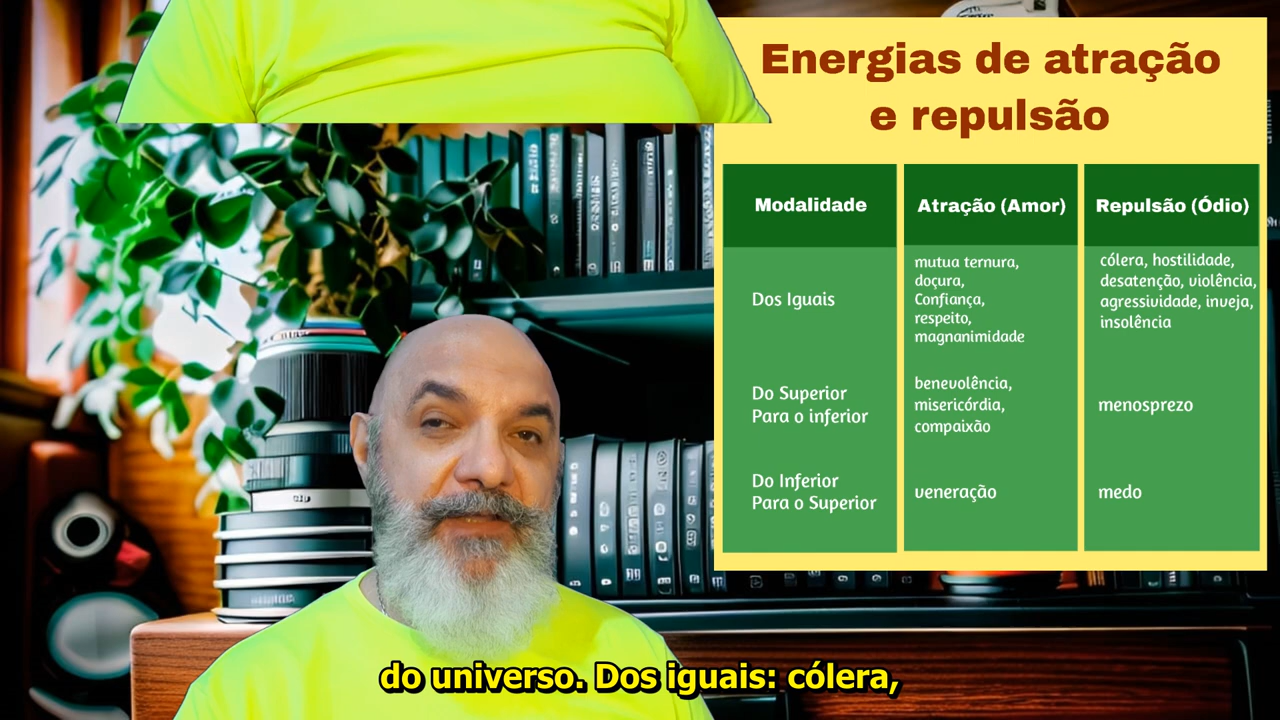 Energias de atração
e repulsão
Modalidade
Atração (Amor)
Repulsão (Ódio)
Dos Iguais
mutua ternura,
doçura,
Confiança,
respeito,
magnanimidade
cólera, hostilidade,
desatenção, violência,
agressividade, inveja,
insolência
Do Superior
Para o inferior
benevolência,
misericórdia,
compaixão
menosprezo
Do Inferior
Para o Superior
veneração
medo
do universo. Dos iguais: cólera,